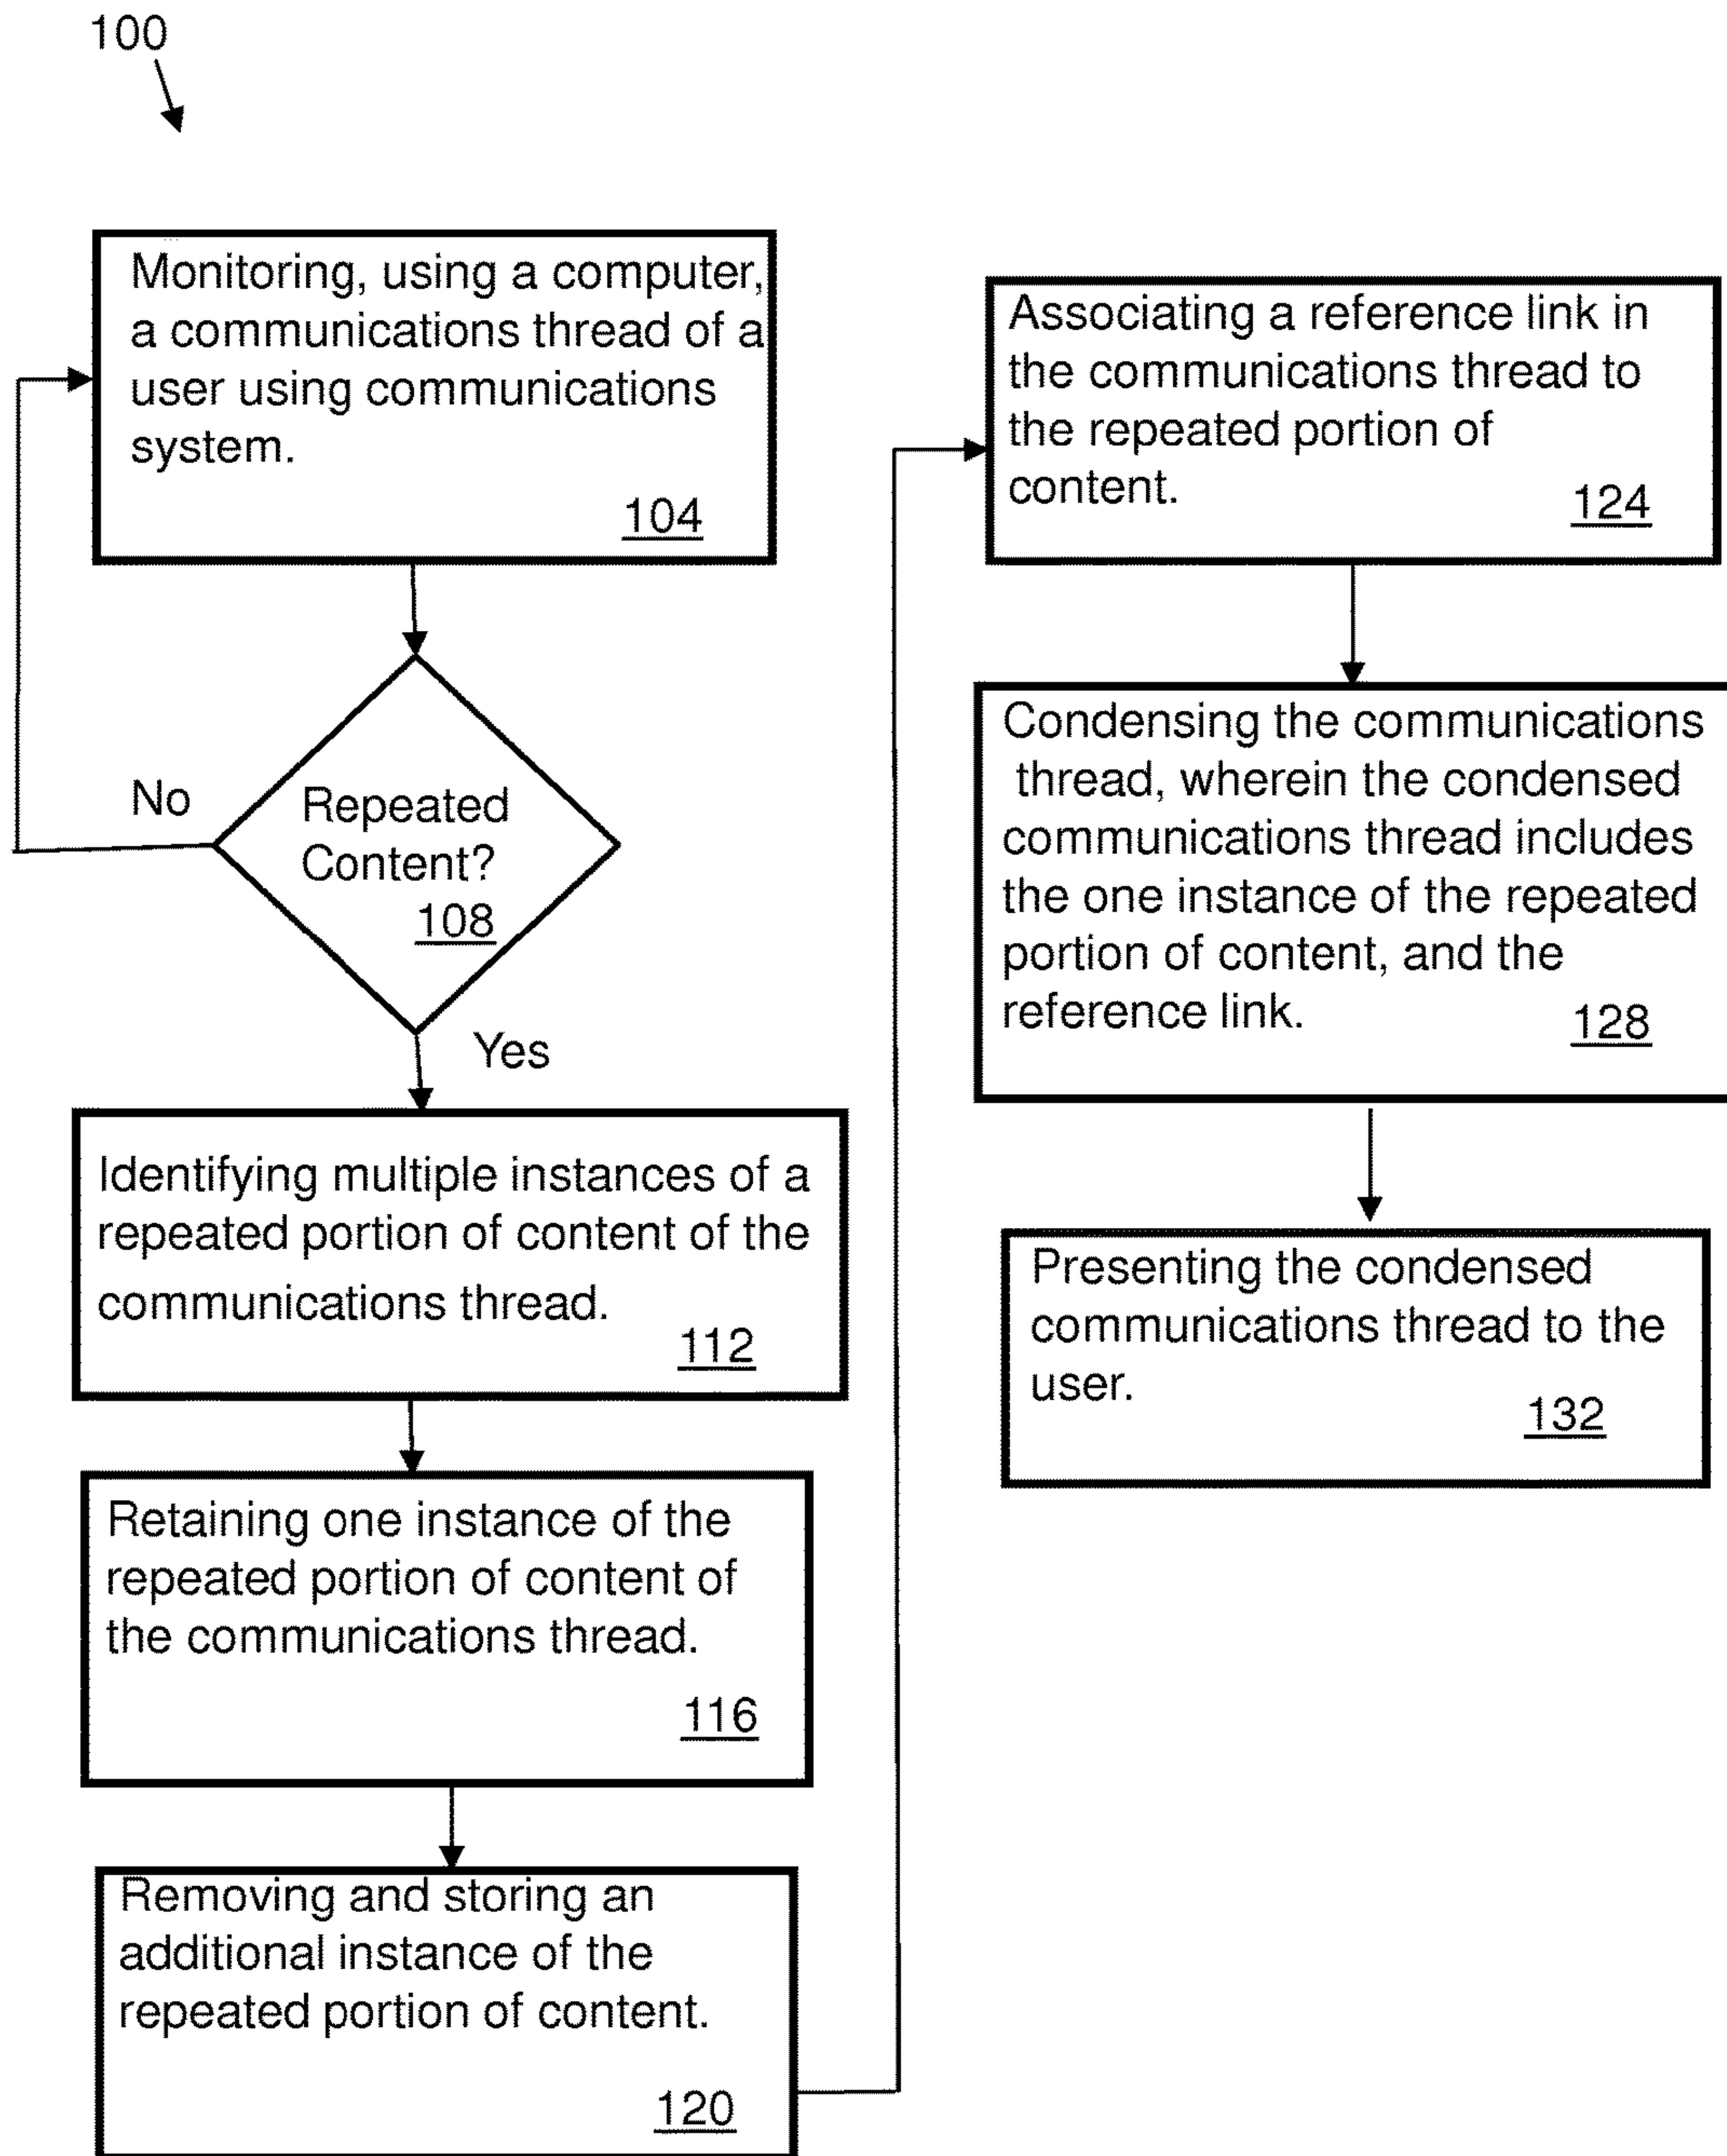 100
Monitoring, using a computer,
a communications thread of a
user using communications
system.
104
No
Repeated
Content?
108
Yes
Identifying multiple instances of a
repeated portion of content of the
communications thread.
112
Retaining one instance of the
repeated portion of content of
the communications thread.
116
Removing and storing an
additional instance of the
repeated portion of content.
120
Associating a reference link in
the communications thread to
the repeated portion of
content.
124
Condensing the communications
thread, wherein the condensed
communications thread includes
the one instance of the repeated
portion of content, and the
reference link.
128
Presenting the condensed
communications thread to the
user.
132